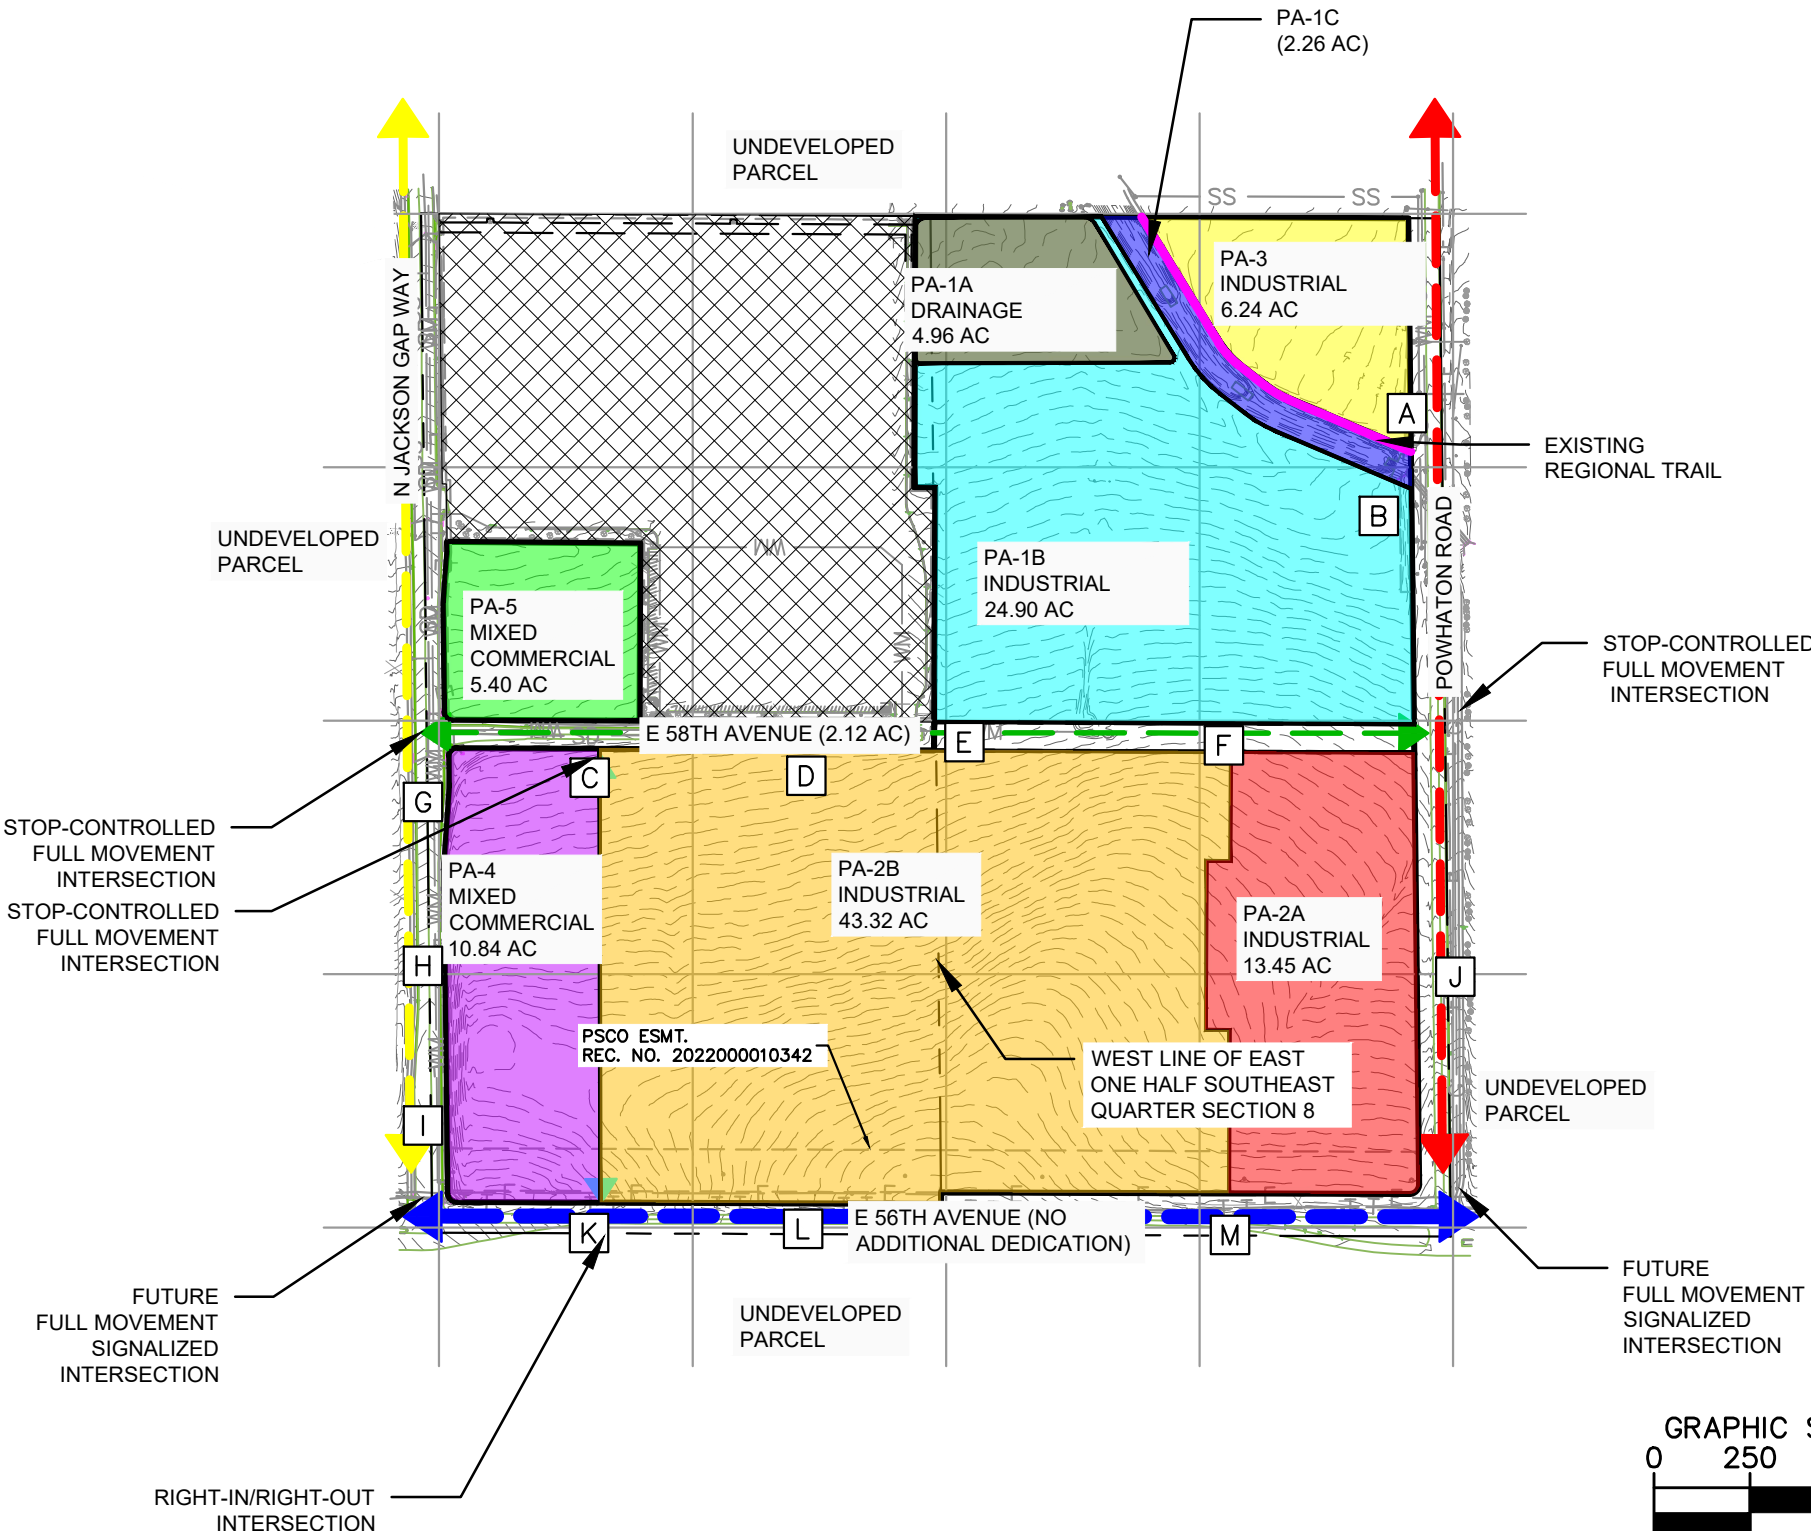 PA-1C
(2.26 AC)
UNDEVELOPED
PARCEL
SS
SS
N JACKSON GAP WAY
PA-1A
DRAINAGE
4.96 AC
PA-3
INDUSTRIAL
6.24 AC
A
EXISTING
REGIONAL TRAIL
B
UNDEVELOPED
PARCEL
PA-1B
INDUSTRIAL
24.90 AC
POWHATON ROAD
PA-5
MIXED
COMMERCIAL
5.40 AC
STOP-CONTROLLED
FULL MOVEMENT
INTERSECTION
E 58TH AVENUE (2.12 AC)
E
F
C
D
G
STOP-CONTROLLED
FULL MOVEMENT
INTERSECTION
STOP-CONTROLLED
FULL MOVEMENT
INTERSECTION
PA-4
MIXED
COMMERCIAL
10.84 AC
PA-2B
INDUSTRIAL
43.32 AC
PA-2A
INDUSTRIAL
13.45 AC
H
J
PSCO ESMT.
REC. NO. 2022000010342
WEST LINE OF EAST
ONE HALF SOUTHEAST
QUARTER SECTION 8
UNDEVELOPED
PARCEL
I
K
L
E 56TH AVENUE (NO
ADDITIONAL DEDICATION)
M
FUTURE
FULL MOVEMENT
SIGNALIZED
INTERSECTION
UNDEVELOPED
PARCEL
FUTURE
FULL MOVEMENT
SIGNALIZED
INTERSECTION
RIGHT-IN/RIGHT-OUT
INTERSECTION
GRAPHIC S
0 250